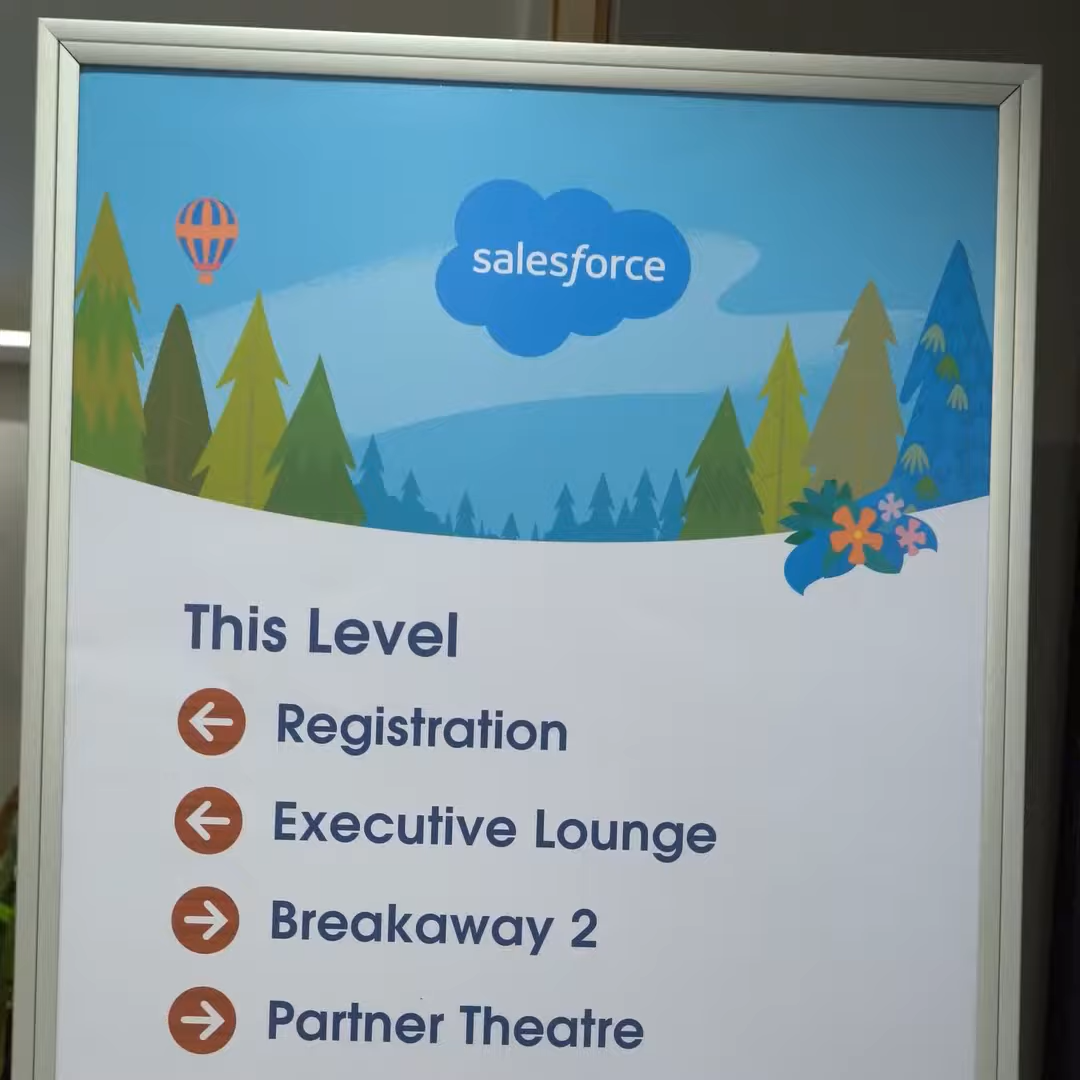 salesforce
This Level
Registration
Executive Lounge
Breakaway 2
Partner Theatre